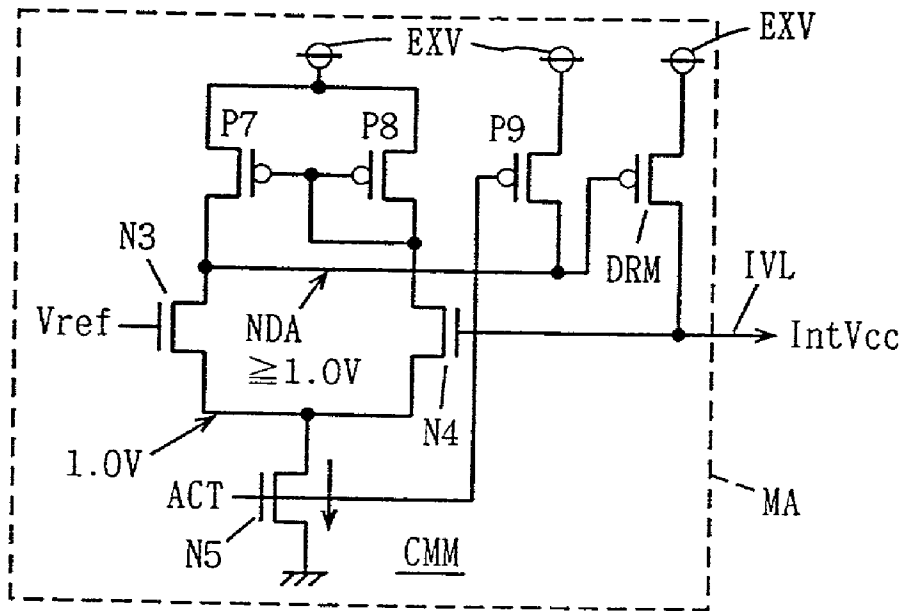 EXV
EXV
P7
P8
P9
N3
DRM
IVL
Vref
NDA
≧1.0V
IntVcc
N4
1.0V
ACT
MA
N5
CMM